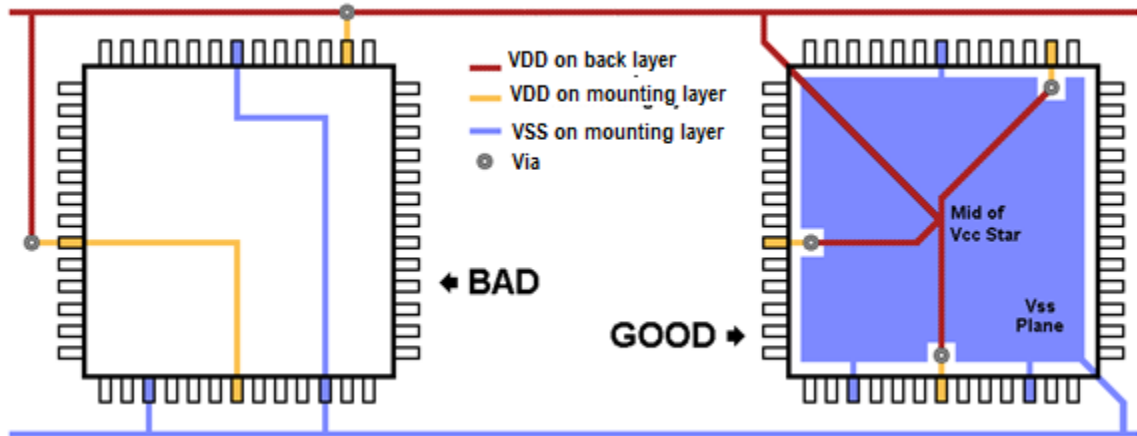 VDD on back layer
VDD on mounting layer
VSS on mounting layer
Via
Mid of
Vcc Star
BAD
Vss
Plane
GOOD